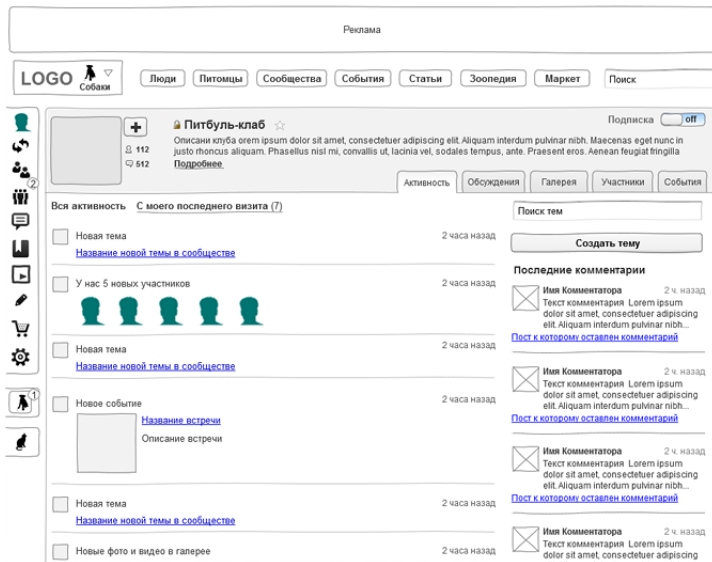 Реклама
LOGO
Собаки
Люди
Питомцы
Сообщества
События
Статьи
Зоопедия
Маркет
Поиск
2
1
112
512
Питбуль-клаб
Подписка
off
Описани клуба orem ipsum dolor sit amet, consectetuer adipiscing elit. Aliquam interdum pulvinar nibh. Maecenas eget nunc in
justo rhoncus aliquam. Phasellus nisl mi, convallis ut, lacinia vel, sodales tempus, ante. Praesent eros. Aenean feugiat fringilla
Подробнее
Активность
Обсуждения
Галерея
Участники
События
Вся активность
С моего последнего визита (7)
Новая тема
2 часа назад
Название новой темы в сообществе
У нас 5 новых участников
2 часа назад
Новая тема
2 часа назад
Название новой темы в сообществе
Новое событие
2 часа назад
Название встречи
Описание встречи
Новая тема
2 часа назад
Название новой темы в сообществе
Новые фото и видео в галерее
2 часа назад
Поиск тем
Создать тему
Последние комментарии
Имя Комментатора
2 ч. назад
Текст комментария Lorem ipsum
dolor sit amet, consectetuer adipiscing
elit. Aliquam interdum pulvinar nibh...
Пост к которому оставлен комментарий
Имя Комментатора
2 ч. назад
Текст комментария Lorem ipsum
dolor sit amet, consectetuer adipiscing
elit. Aliquam interdum pulvinar nibh...
Пост к которому оставлен комментарий
Имя Комментатора
2 ч. назад
Текст комментария Lorem ipsum
dolor sit amet, consectetuer adipiscing
elit. Aliquam interdum pulvinar nibh...
Пост к которому оставлен комментарий
Имя Комментатора
2 ч. назад
Текст комментария Lorem ipsum
dolor sit amet, consectetuer adipiscing